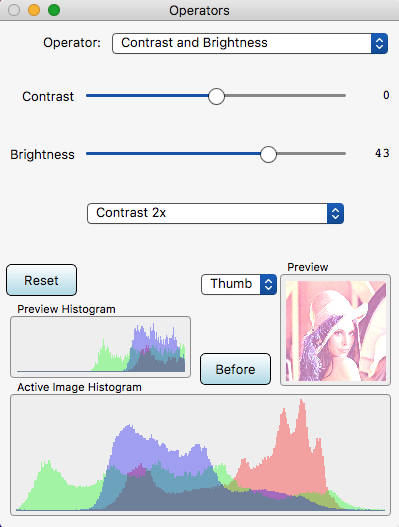 Operators
Operator: Contrast and Brightness
Contrast 0
Brightness 43
Contrast 2x
Preview
Reset Thumb
Preview Histogram
Before
Active Image Histogram